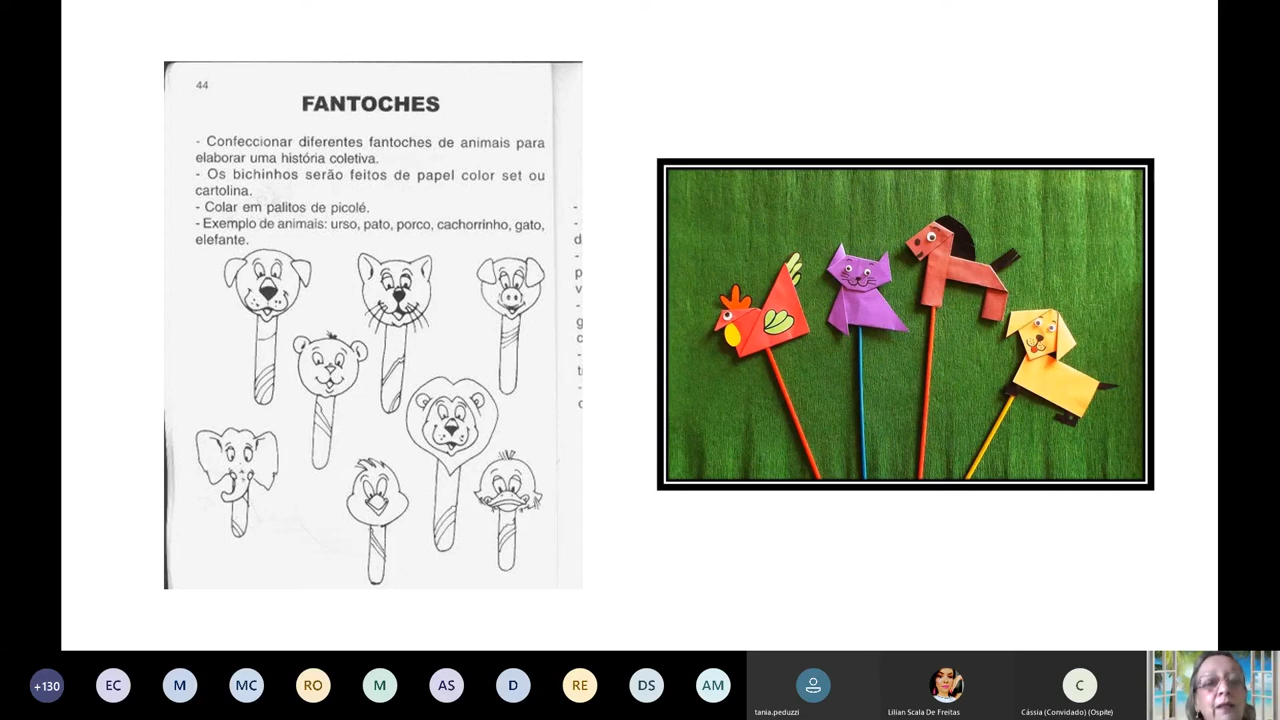 44
FANTOCHES
- Confeccionar diferentes fantoches de animais para
elaborar uma história coletiva.
- Os bichinhos serão feitos de papel color set ou
cartolina.
- Colar em palitos de picolé.
- Exemplo de animais: urso, pato, porco, cachorrinho, gato,
elefante.
+130
EC
M
MC
RO
M
AS
D
RE
DS
AM
C
tania.peduzzi
Lilian Scala De Freitas
Cássia (Convidado) (Ospite)